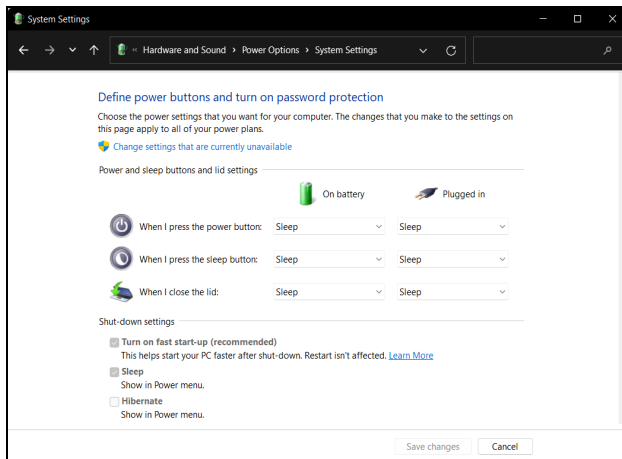 System Settings
« Hardware and Sound › Power Options › System Settings
Define power buttons and turn on password protection
Choose the power settings that you want for your computer. The changes that you make to the settings on
this page apply to all of your power plans.
Change settings that are currently unavailable
Power and sleep buttons and lid settings
On battery Plugged in
When I press the power button: Sleep Sleep
When I press the sleep button: Sleep Sleep
When I close the lid: Sleep Sleep
Shut-down settings
Turn on fast start-up (recommended)
This helps start your PC faster after shut-down. Restart isn't affected. Learn More
Sleep
Show in Power menu.
Hibernate
Show in Power menu.
Save changes Cancel